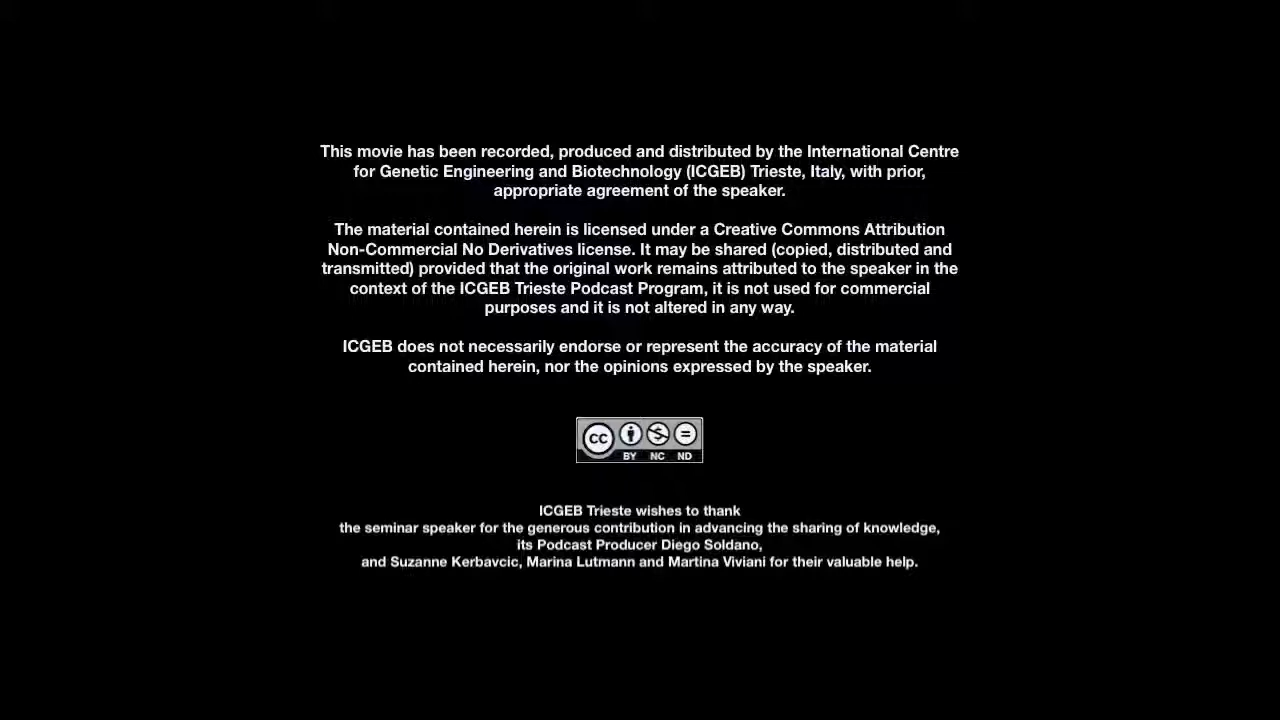 This movie has been recorded, produced and distributed by the International Centre
for Genetic Engineering and Biotechnology (ICGEB) Trieste, Italy, with prior,
appropriate agreement of the speaker.
The material contained herein is licensed under a Creative Commons Attribution
Non-Commercial No Derivatives license. It may be shared (copied, distributed and
transmitted) provided that the original work remains attributed to the speaker in the
context of the ICGEB Trieste Podcast Program, it is not used for commercial
purposes and it is not altered in any way.
ICGEB does not necessarily endorse or represent the accuracy of the material
contained herein, nor the opinions expressed by the speaker.
CC
BY NC ND
ICGEB Trieste wishes to thank
the seminar speaker for the generous contribution in advancing the sharing of knowledge,
its Podcast Producer Diego Soldano,
and Suzanne Kerbavcic, Marina Lutmann and Martina Viviani for their valuable help.